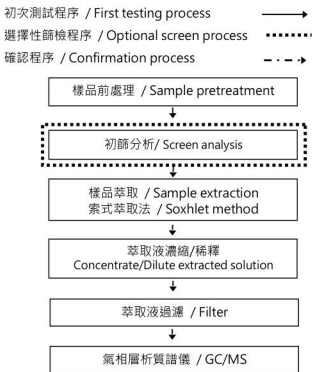 初次測試程序 / First testing process
選擇性篩檢程序 / Optional screen process
確認程序 / Confirmation process
樣品前處理 / Sample pretreatment
初篩分析/ Screen analysis
樣品萃取 / Sample extraction
索式萃取法 / Soxhlet method
萃取液濃縮/稀釋
Concentrate/Dilute extracted solution
萃取液過濾 / Filter
氣相層析質譜儀 / GC/MS